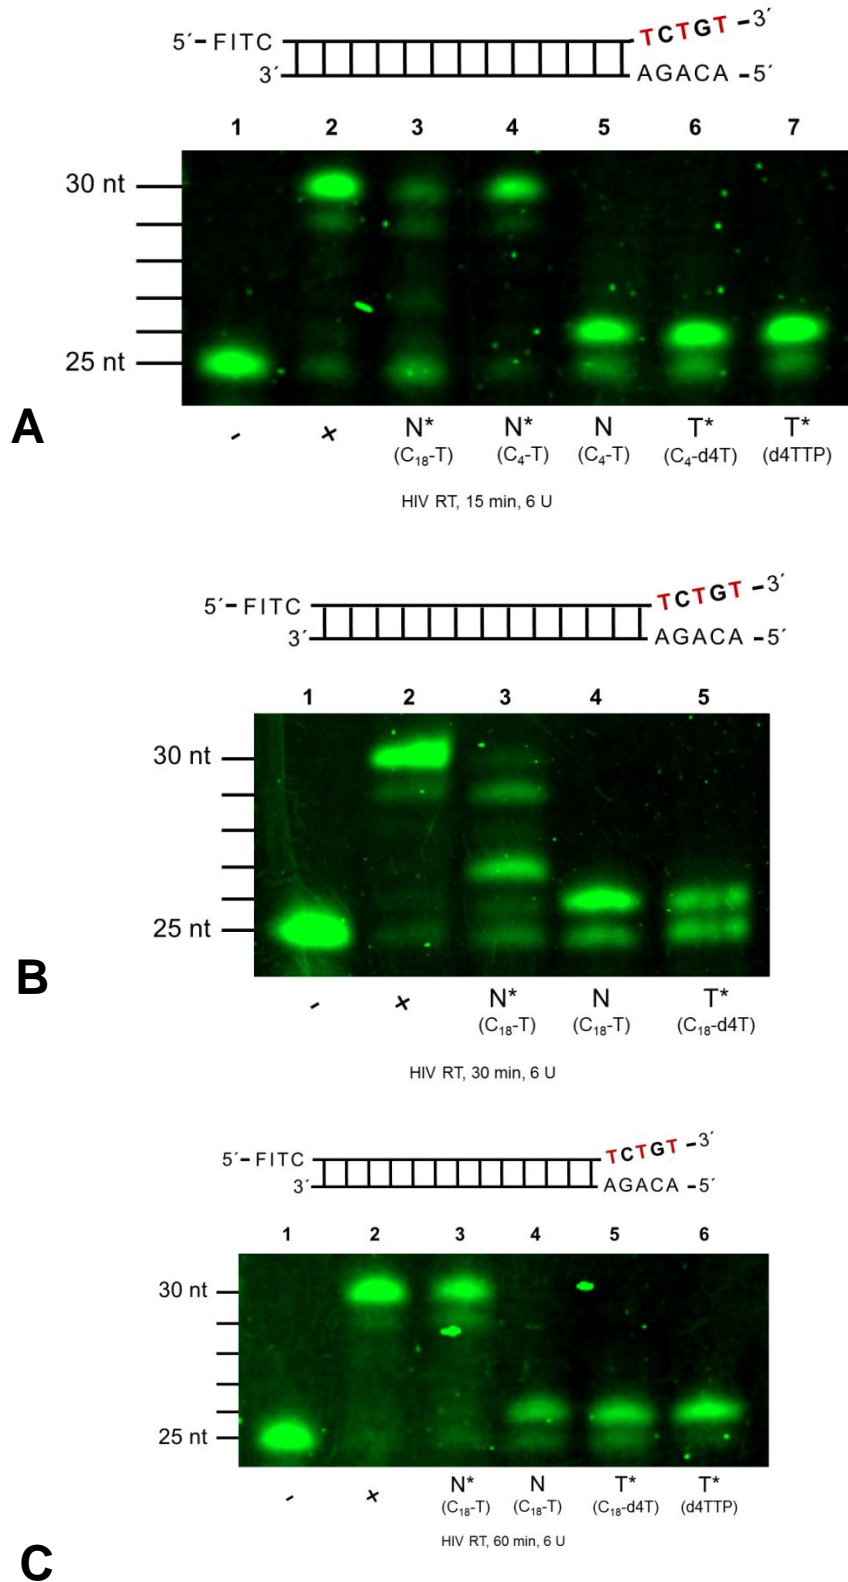 5´– FITC TCTGT –3´
3´ AGACA –5´
1 2 3 4 5 6 7
30 nt
25 nt
A
- + N* N* N T* T*
(C₁₈-T) (C₄-T) (C₄-T) (C₄-d4T) (d4TTP)
HIV RT, 15 min, 6 U
5´– FITC TCTGT –3´
3´ AGACA –5´
1 2 3 4 5
30 nt
25 nt
B
- + N* N T*
(C₁₈-T) (C₁₈-T) (C₁₈-d4T)
HIV RT, 30 min, 6 U
5´– FITC TCTGT –3´
3´ AGACA –5´
1 2 3 4 5 6
30 nt
25 nt
- + N* N T* T*
(C₁₈-T) (C₁₈-T) (C₁₈-d4T) (d4TTP)
HIV RT, 60 min, 6 U
C